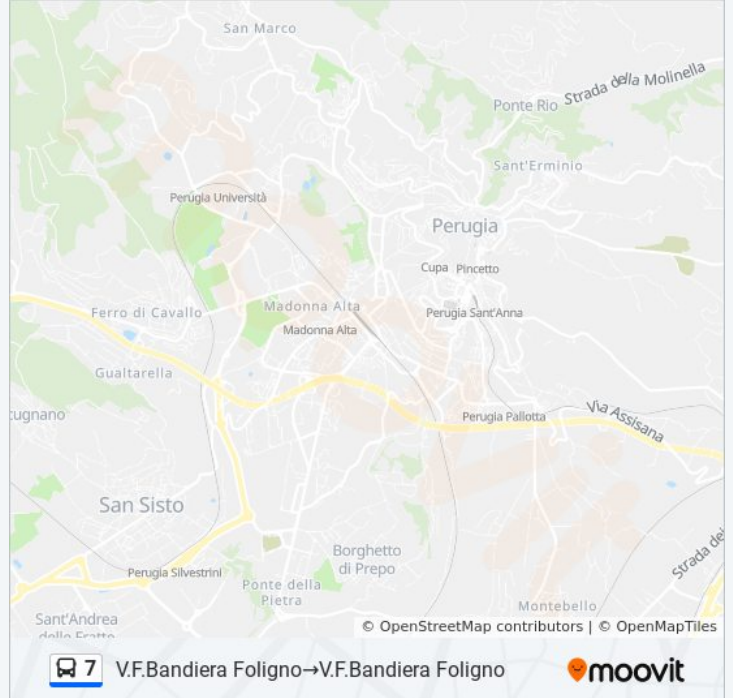 San Marco
Strada della Molinella
Ponte Rio
Sant'Erminio
Perugia Università
Perugia
Cupa
Pincetto
Ferro di Cavallo
Madonna Alta
Perugia Sant'Anna
Madonna Alta
Gualtarella
cugnano
Perugia Pallotta
Via Assisana
San Sisto
Borghetto
di Prepo
Strada dei
Perugia Silvestrini
Ponte della
Pietra
Montebello
Sant'Andrea
delle Fratte
© OpenStreetMap contributors | © OpenMapTiles
7 V.F.Bandiera Foligno→V.F.Bandiera Foligno
moovit